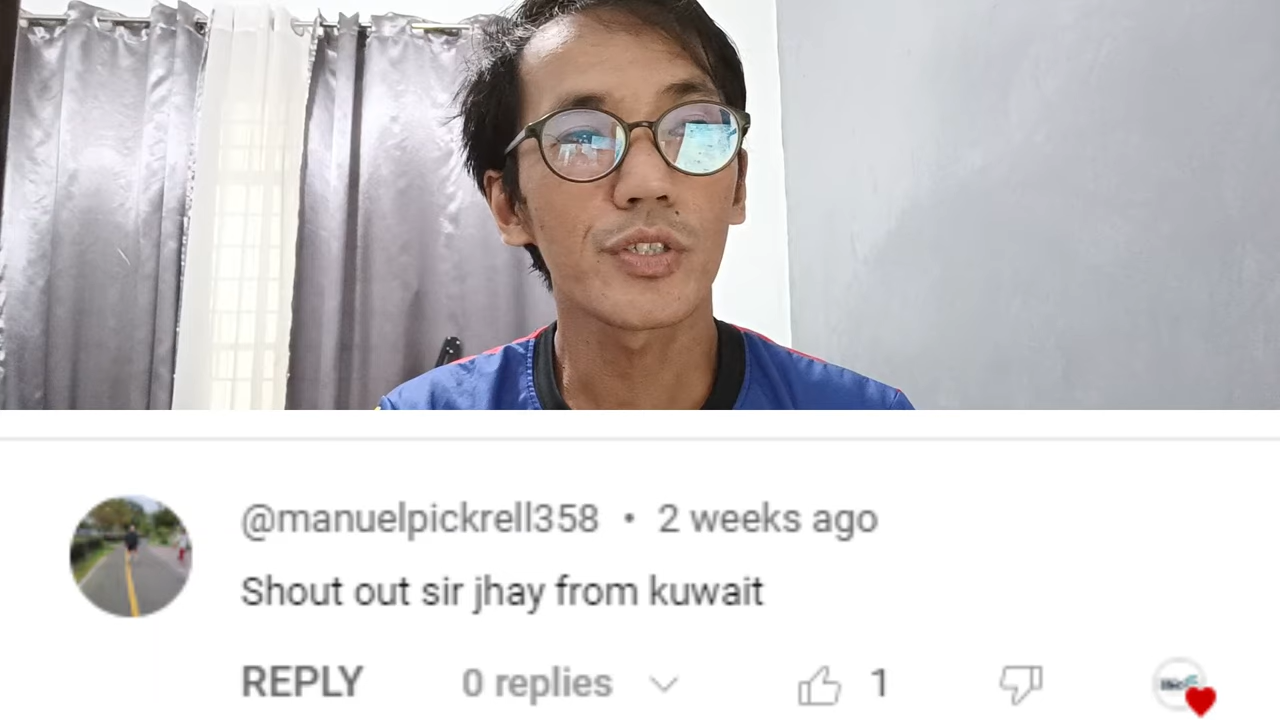 @manuelpickrell358 • 2 weeks ago
Shout out sir jhay from kuwait
REPLY 0 replies 1